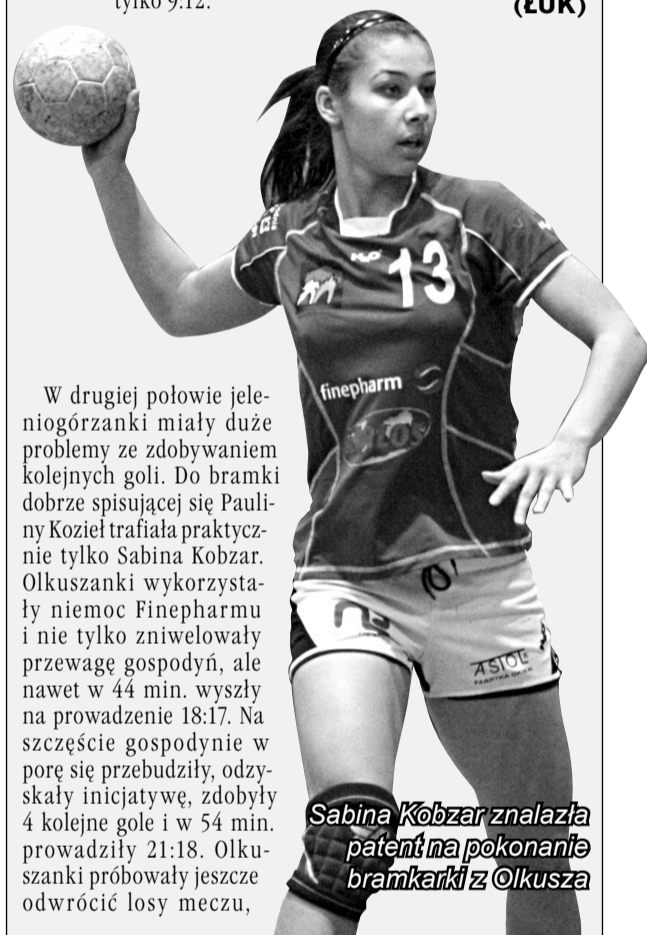 tylko 9:12.
(ŁUK)
13
finepharm
ASIOŁ
FABRYKA OKIEN
W drugiej połowie jele-
niogórzanki miały duże
problemy ze zdobywaniem
kolejnych goli. Do bramki
dobrze spisującej się Pauli-
ny Kozieł trafiała praktycz-
nie tylko Sabina Kobzar.
Olkuszanki wykorzysta-
ły niemoc Finepharmu
i nie tylko zniwelowały
przewagę gospodyń, ale
nawet w 44 min. wyszły
na prowadzenie 18:17. Na
szczęście gospodynie w
porę się przebudziły, odzy-
skały inicjatywę, zdobyły
4 kolejne gole i w 54 min.
prowadziły 21:18. Olku-
szanki próbowały jeszcze
odwrócić losy meczu,
Sabina Kobzar znalazła
patent na pokonanie
bramkarki z Olkusza